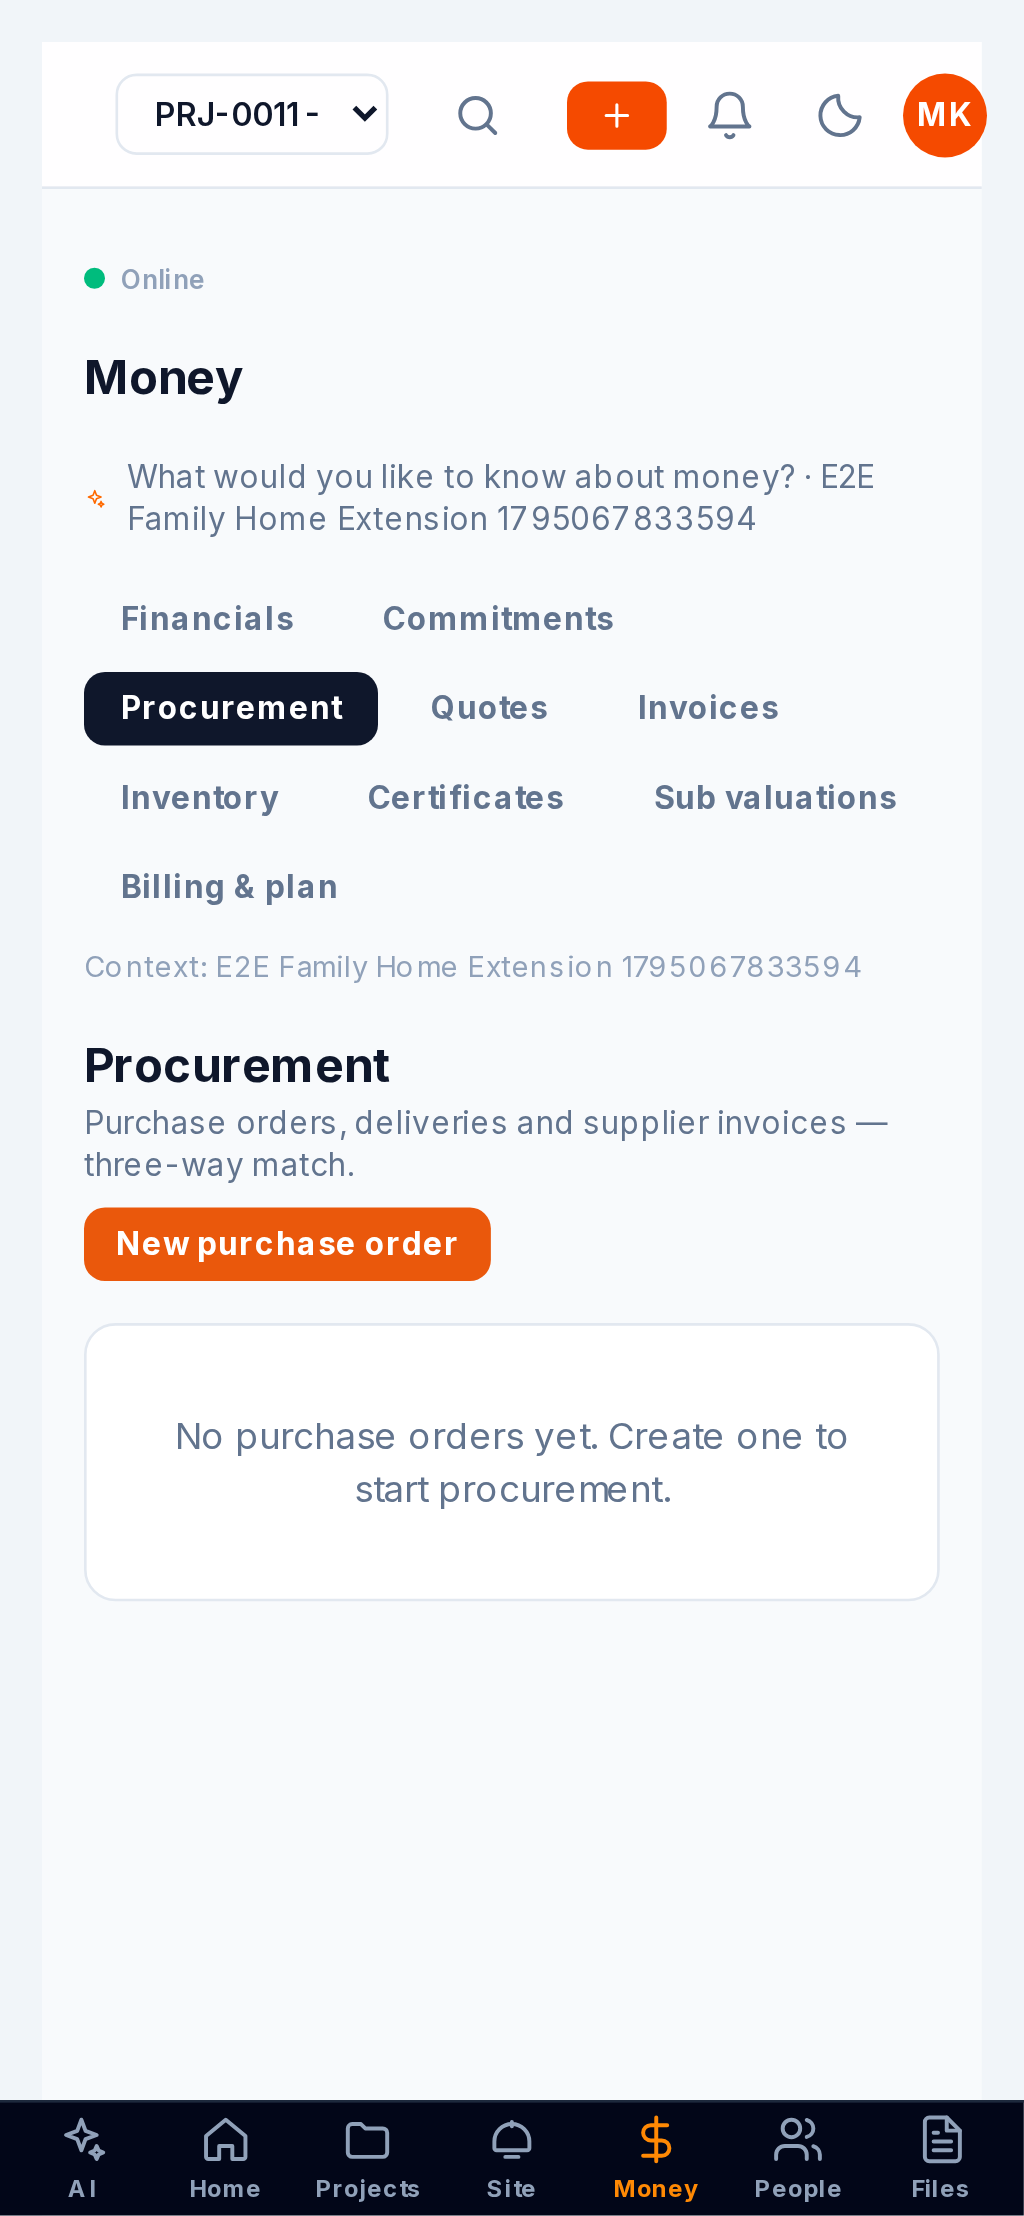 PRJ-0011 -
MK
Online
Money
What would you like to know about money? · E2E
Family Home Extension 1795067833594
Financials Commitments
Procurement Quotes Invoices
Inventory Certificates Sub valuations
Billing & plan
Context: E2E Family Home Extension 1795067833594
Procurement
Purchase orders, deliveries and supplier invoices —
three-way match.
New purchase order
No purchase orders yet. Create one to
start procurement.
AI Home Projects Site Money People Files